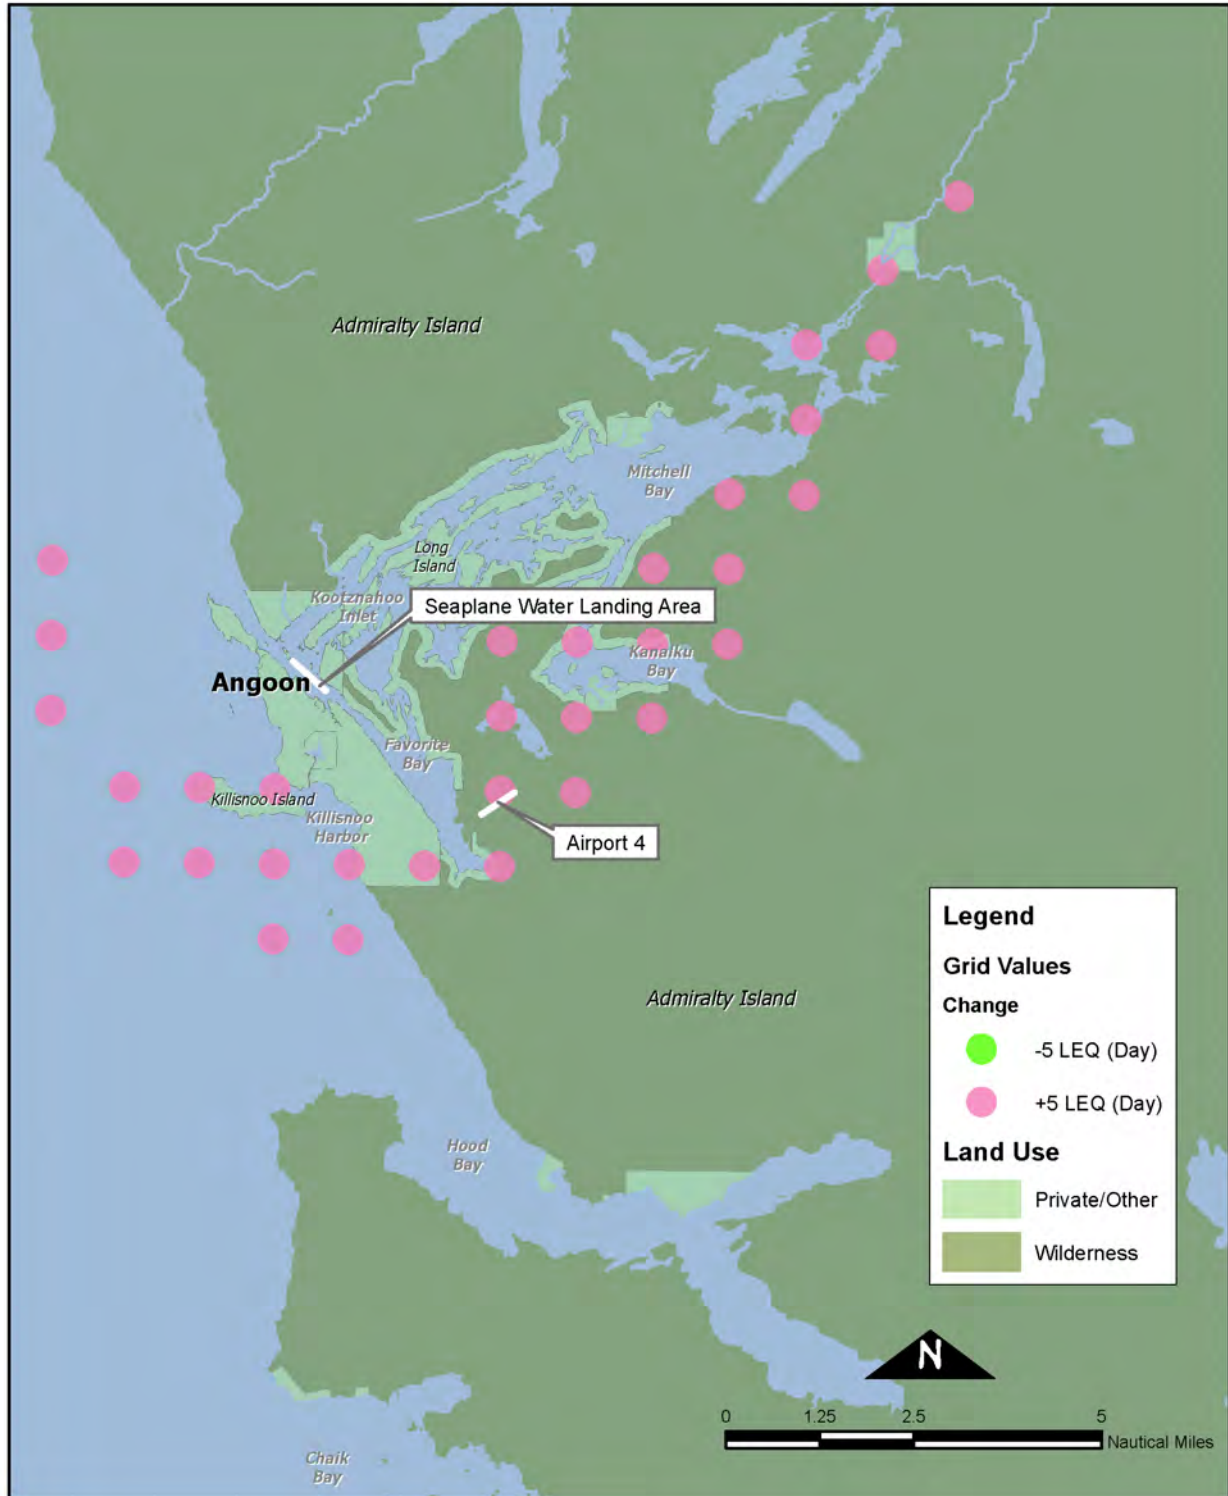 Admiralty Island
Mitchell
Bay
Long
Island
Kootznahoo
Inlet
Seaplane Water Landing Area
Kanalku
Bay
Angoon
Favorite
Bay
Killisnoo Island
Killisnoo
Harbor
Airport 4
Admiralty Island
Hood
Bay
Chaik
Bay
Legend
Grid Values
Change
-5 LEQ (Day)
+5 LEQ (Day)
Land Use
Private/Other
Wilderness
N
0 1.25 2.5 5
Nautical Miles